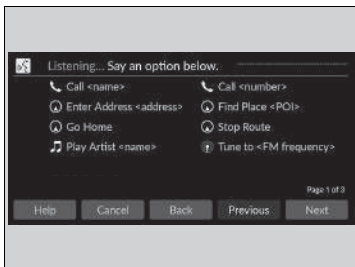 Listening... Say an option below.
Call <name>
Call <number>
Enter Address <address>
Find Place <POI>
Go Home
Stop Route
Play Artist <name>
Tune to <FM frequency>
Page 1 of 3
Help
Cancel
Back
Previous
Next